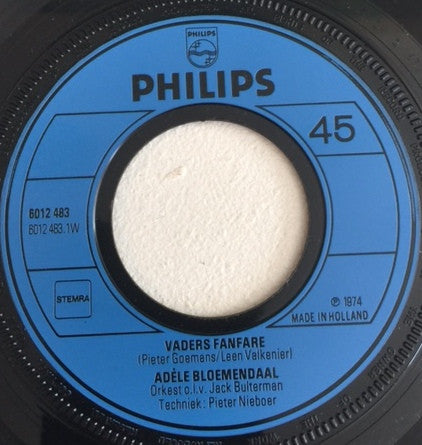 PHILIPS
PHILIPS
45
6012 483
6012 483.1W
STEMRA
℗ 1974
MADE IN HOLLAND
VADERS FANFARE
(Pieter Goemans/Leen Valkenier)
ADÈLE BLOEMENDAAL
Orkest o.l.v. Jack Bulterman
Techniek: Pieter Nieboer